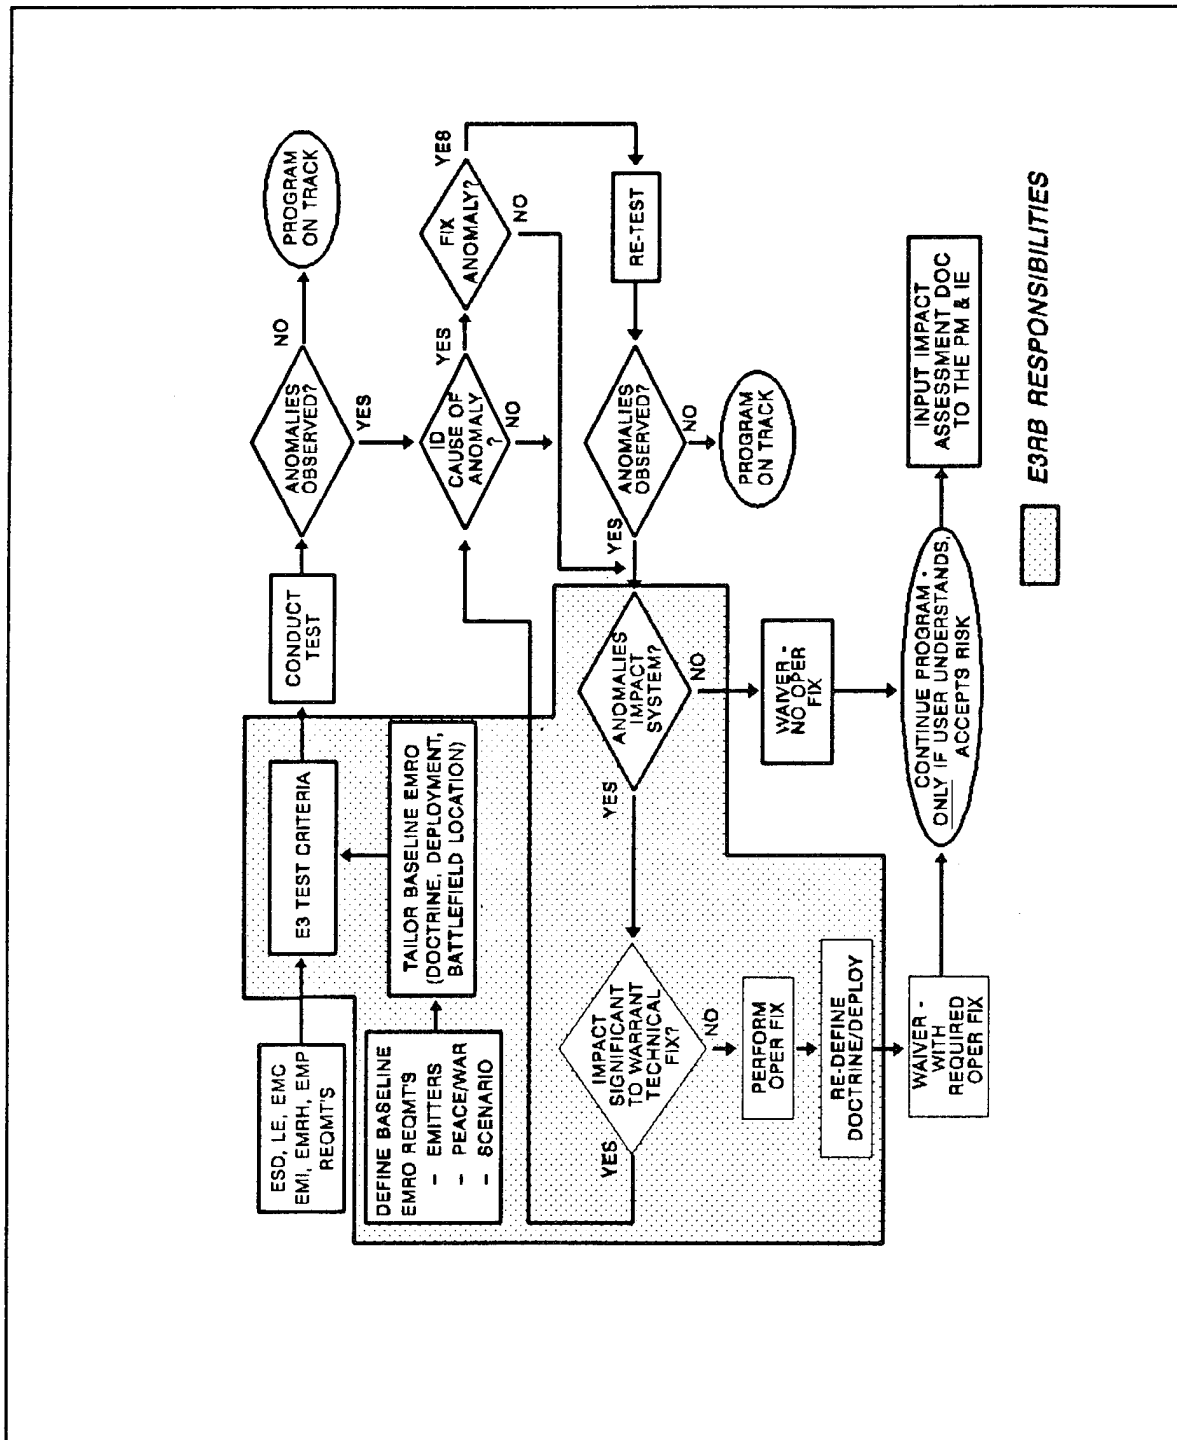 ESD, LE, EMC
EMI, EMRH, EMP
REQMT'S
E3 TEST CRITERIA
CONDUCT
TEST
ANOMALIES
OBSERVED?
NO
PROGRAM
ON TRACK
YES
DEFINE BASELINE
EMRO REQMT'S
- EMITTERS
- PEACE/WAR
- SCENARIO
TAILOR BASELINE EMRO
(DOCTRINE, DEPLOYMENT,
BATTLEFIELD LOCATION)
ID
CAUSE OF
ANOMALY
?
YES
NO
FIX
ANOMALY?
YES
NO
IMPACT
SIGNIFICANT
TO WARRANT
TECHNICAL
FIX?
YES
NO
YES
ANOMALIES
IMPACT
SYSTEM?
NO
YES
ANOMALIES
OBSERVED?
NO
RE-TEST
PERFORM
OPER FIX
RE-DEFINE
DOCTRINE/DEPLOY
WAIVER -
NO OPER
FIX
PROGRAM
ON TRACK
WAIVER -
WITH
REQUIRED
OPER FIX
CONTINUE PROGRAM -
ONLY IF USER UNDERSTANDS,
ACCEPTS RISK
INPUT IMPACT
ASSESSMENT DOC
TO THE PM & IE
E3RB RESPONSIBILITIES